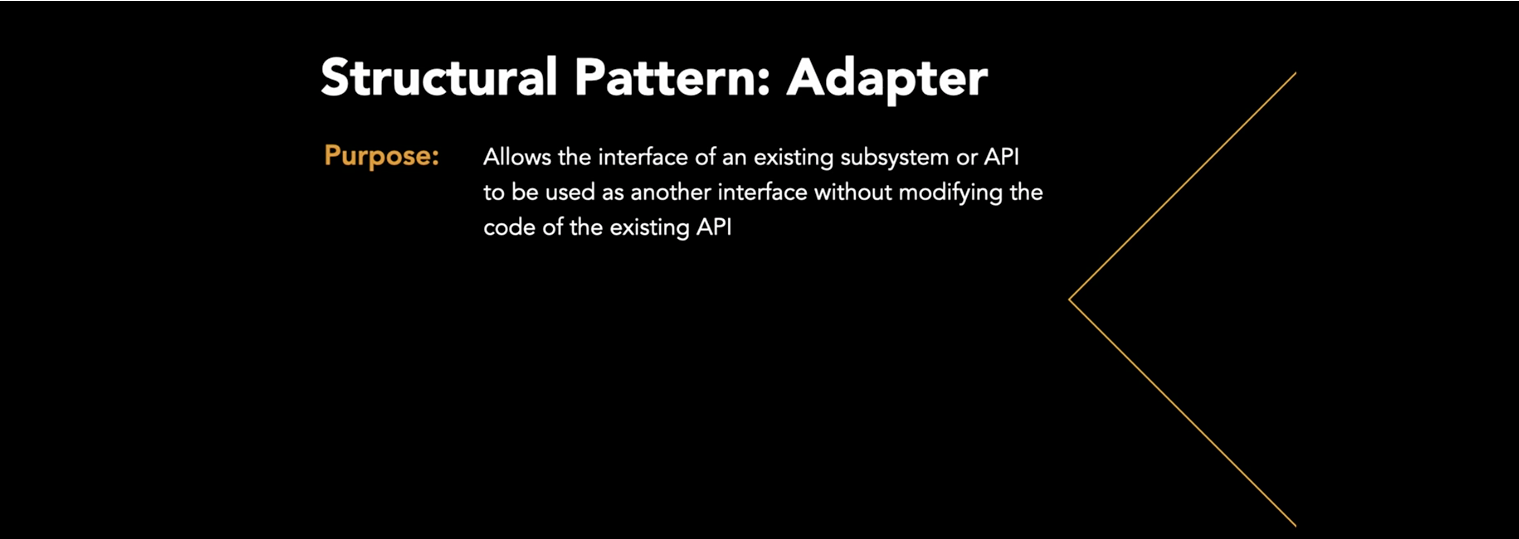 Structural Pattern: Adapter
Purpose:
Allows the interface of an existing subsystem or API
to be used as another interface without modifying the
code of the existing API